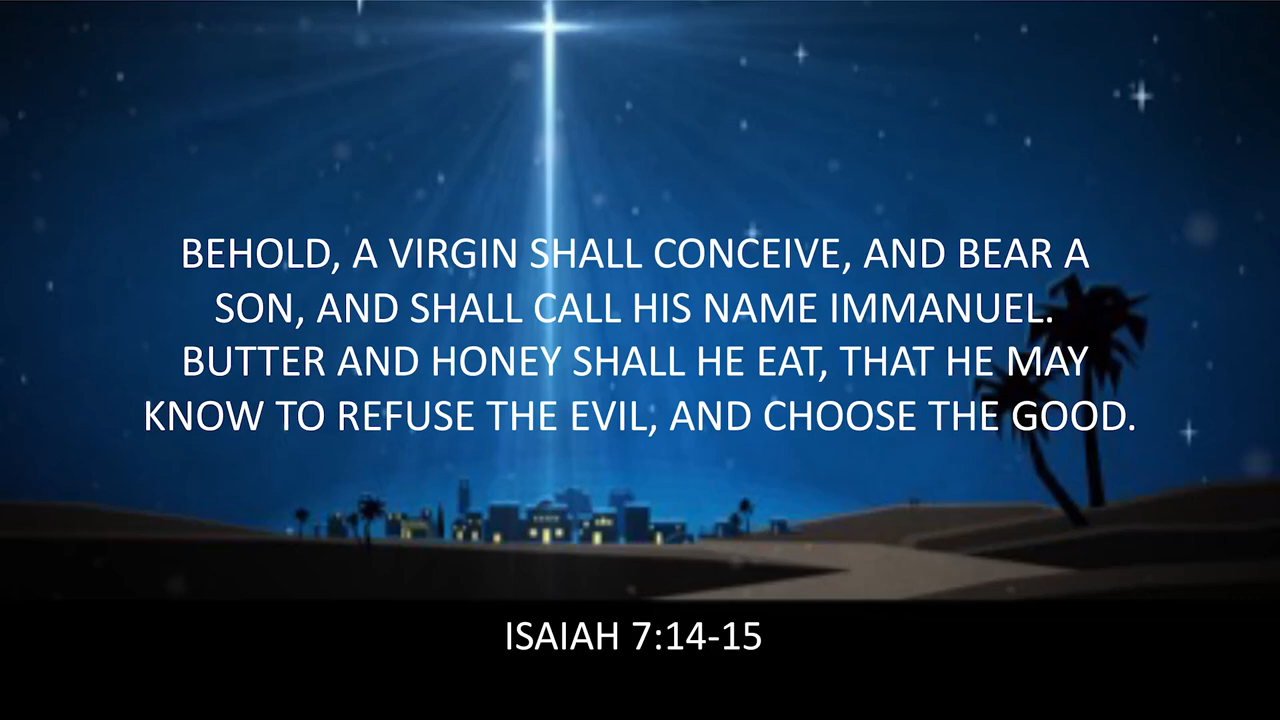 BEHOLD, A VIRGIN SHALL CONCEIVE, AND BEAR A
SON, AND SHALL CALL HIS NAME IMMANUEL.
BUTTER AND HONEY SHALL HE EAT, THAT HE MAY
KNOW TO REFUSE THE EVIL, AND CHOOSE THE GOOD.
ISAIAH 7:14-15